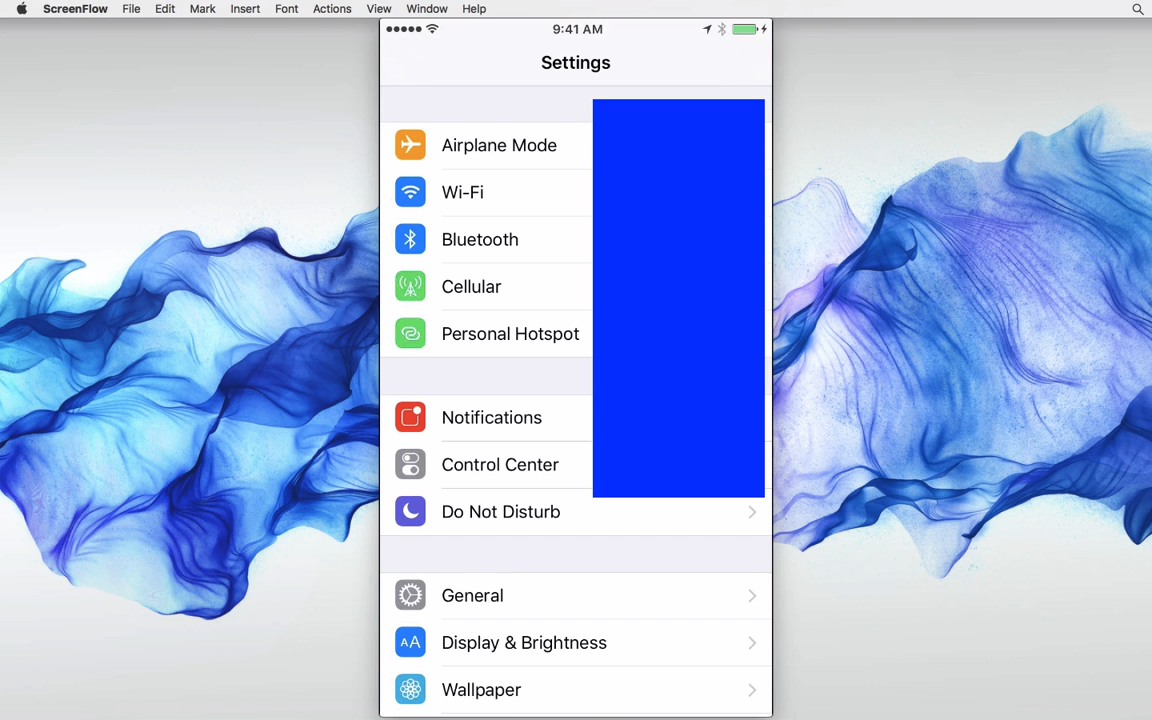 ScreenFlow File Edit Mark Insert Font Actions View Window Help
9:41 AM
Settings
Airplane Mode
Wi-Fi
Bluetooth
Cellular
Personal Hotspot
Notifications
Control Center
Do Not Disturb
General
AA Display & Brightness
Wallpaper